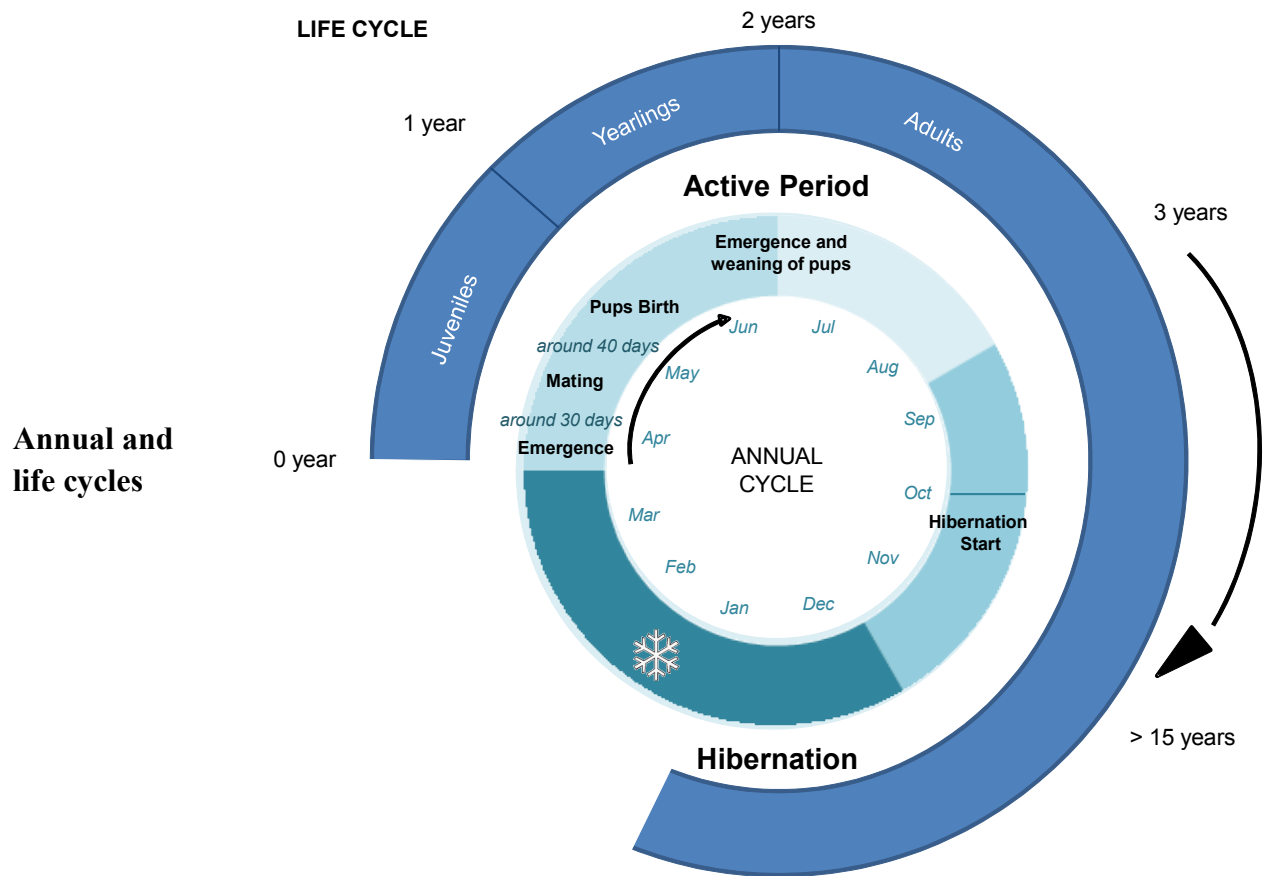 LIFE CYCLE
2 years
1 year
Yearlings
Adults
Active Period
3 years
Emergence and
weaning of pups
Juveniles
Pups Birth
Jun
Jul
around 40 days
May
Aug
Mating
around 30 days
Sep
Apr
Emergence
Annual and
life cycles
0 year
ANNUAL
CYCLE
Oct
Mar
Hibernation
Start
Nov
Feb
Jan
Dec
> 15 years
Hibernation